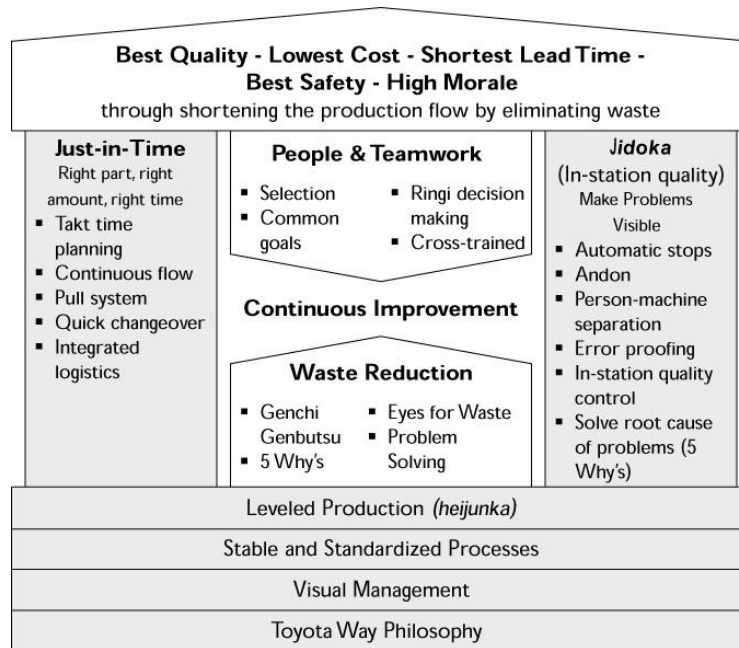 Best Quality - Lowest Cost - Shortest Lead Time -
Best Safety - High Morale
through shortening the production flow by eliminating waste
Just-in-Time
Right part, right
amount, right time
▪ Takt time
planning
▪ Continuous flow
▪ Pull system
▪ Quick changeover
▪ Integrated
logistics
People & Teamwork
▪ Selection
▪ Common
goals
▪ Ringi decision
making
▪ Cross-trained
Continuous Improvement
Waste Reduction
▪ Genchi
Genbutsu
▪ 5 Why's
▪ Eyes for Waste
▪ Problem
Solving
Jidoka
(In-station quality)
Make Problems
Visible
▪ Automatic stops
▪ Andon
▪ Person-machine
separation
▪ Error proofing
▪ In-station quality
control
▪ Solve root cause
of problems (5
Why's)
Leveled Production (heijunka)
Stable and Standardized Processes
Visual Management
Toyota Way Philosophy